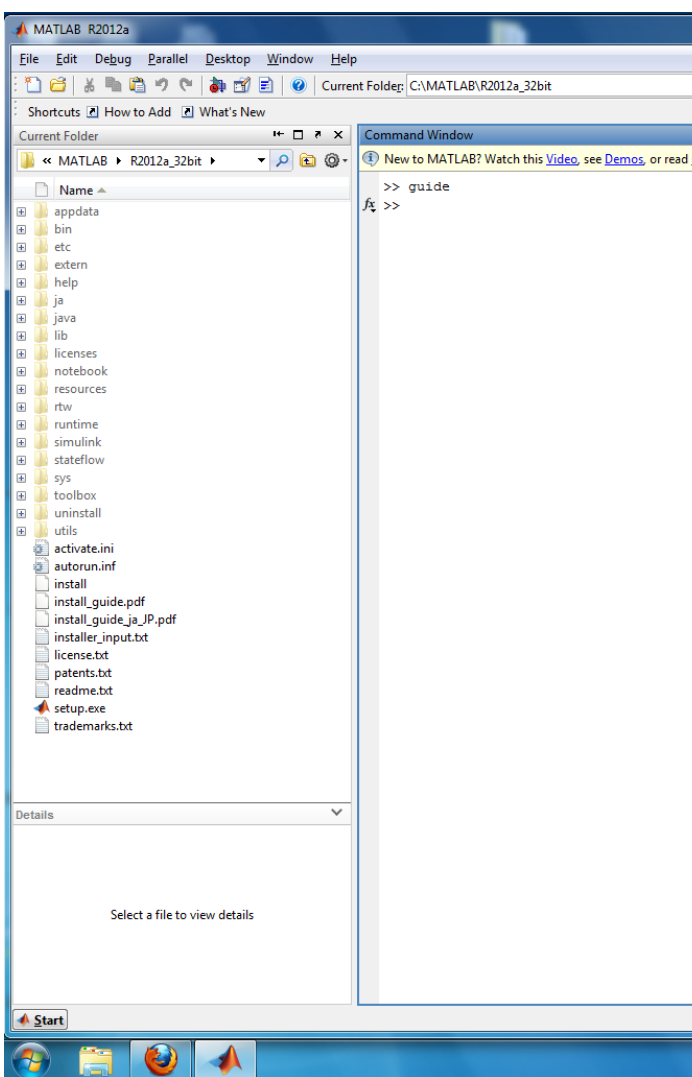 MATLAB R2012a
File Edit Debug Parallel Desktop Window Help
Current Folder: C:\MATLAB\R2012a_32bit
Shortcuts How to Add What's New
Current Folder
« MATLAB R2012a_32bit
Name
appdata
bin
etc
extern
help
ja
java
lib
licenses
notebook
resources
rtw
runtime
simulink
stateflow
sys
toolbox
uninstall
utils
activate.ini
autorun.inf
install
install_guide.pdf
install_guide_ja_JP.pdf
installer_input.txt
license.txt
patents.txt
readme.txt
setup.exe
trademarks.txt
Details
Select a file to view details
Start
Command Window
New to MATLAB? Watch this Video, see Demos, or read
>> guide
fx >>